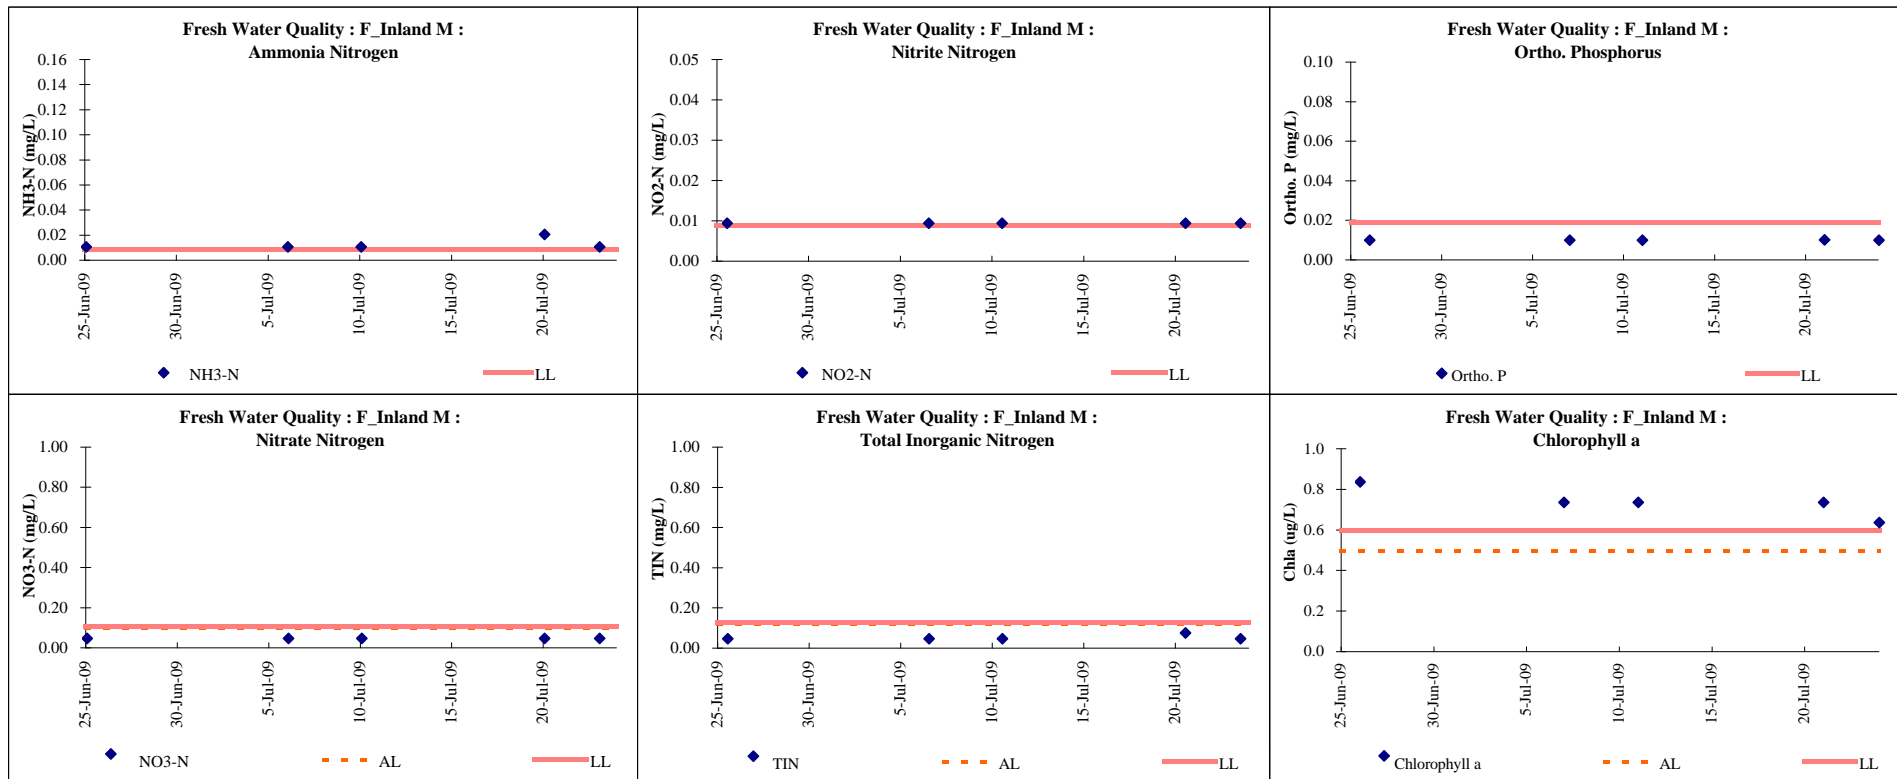 Fresh Water Quality : F_Inland M :
Ammonia Nitrogen
NH3-N (mg/L)
0.16
0.14
0.12
0.10
0.08
0.06
0.04
0.02
0.00
25-Jun-09
30-Jun-09
5-Jul-09
10-Jul-09
15-Jul-09
20-Jul-09
NH3-N
LL
Fresh Water Quality : F_Inland M :
Nitrite Nitrogen
NO2-N (mg/L)
0.05
0.04
0.03
0.02
0.01
0.00
25-Jun-09
30-Jun-09
5-Jul-09
10-Jul-09
15-Jul-09
20-Jul-09
NO2-N
LL
Fresh Water Quality : F_Inland M :
Ortho. Phosphorus
Ortho. P (mg/L)
0.10
0.08
0.06
0.04
0.02
0.00
25-Jun-09
30-Jun-09
5-Jul-09
10-Jul-09
15-Jul-09
20-Jul-09
Ortho. P
LL
Fresh Water Quality : F_Inland M :
Nitrate Nitrogen
NO3-N (mg/L)
1.00
0.80
0.60
0.40
0.20
0.00
25-Jun-09
30-Jun-09
5-Jul-09
10-Jul-09
15-Jul-09
20-Jul-09
NO3-N
AL
LL
Fresh Water Quality : F_Inland M :
Total Inorganic Nitrogen
TIN (mg/L)
1.00
0.80
0.60
0.40
0.20
0.00
25-Jun-09
30-Jun-09
5-Jul-09
10-Jul-09
15-Jul-09
20-Jul-09
TIN
AL
LL
Fresh Water Quality : F_Inland M :
Chlorophyll a
Chla (ug/L)
1.0
0.8
0.6
0.4
0.2
0.0
25-Jun-09
30-Jun-09
5-Jul-09
10-Jul-09
15-Jul-09
20-Jul-09
Chlorophyll a
AL
LL